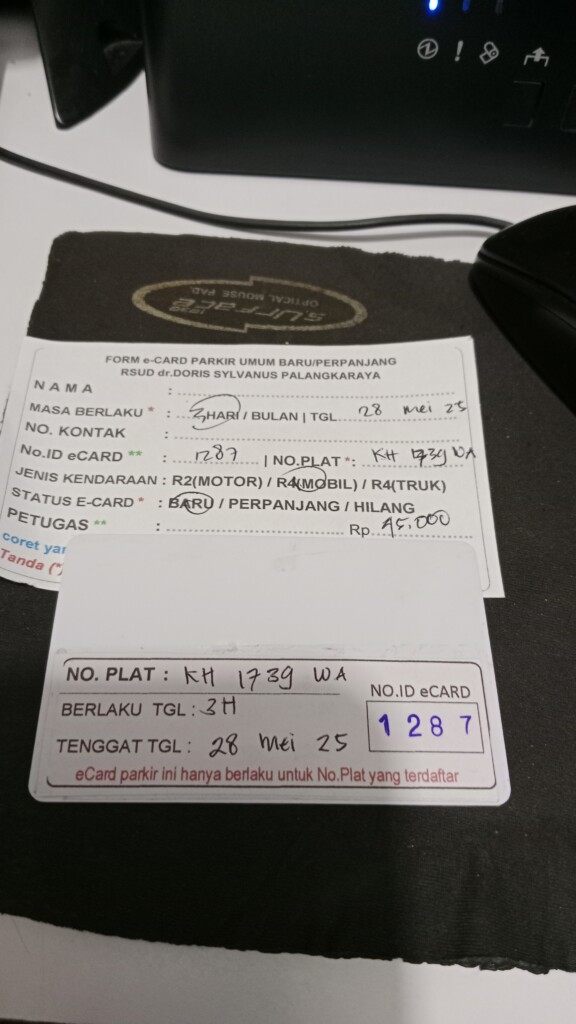 SURFACE
OPTICAL MOUSE PAD.
FORM e-CARD PARKIR UMUM BARU/PERPANJANG
RSUD dr.DORIS SYLVANUS PALANGKARAYA
NAMA :
MASA BERLAKU * : 3 HARI / BULAN | TGL. 28 Mei 25
NO. KONTAK :
No.ID eCARD ** : 1287 | NO.PLAT *: KH 1739 WA
JENIS KENDARAAN : R2(MOTOR) / R4(MOBIL) / R4(TRUK)
STATUS E-CARD * : BARU / PERPANJANG / HILANG
PETUGAS ** : Rp. 45.000
coret
Tanda (*)
NO. PLAT : KH 1739 WA
BERLAKU TGL : 3H
TENGGAT TGL : 28 Mei 25
NO.ID eCARD
1287
eCard parkir ini hanya berlaku untuk No.Plat yang terdaftar